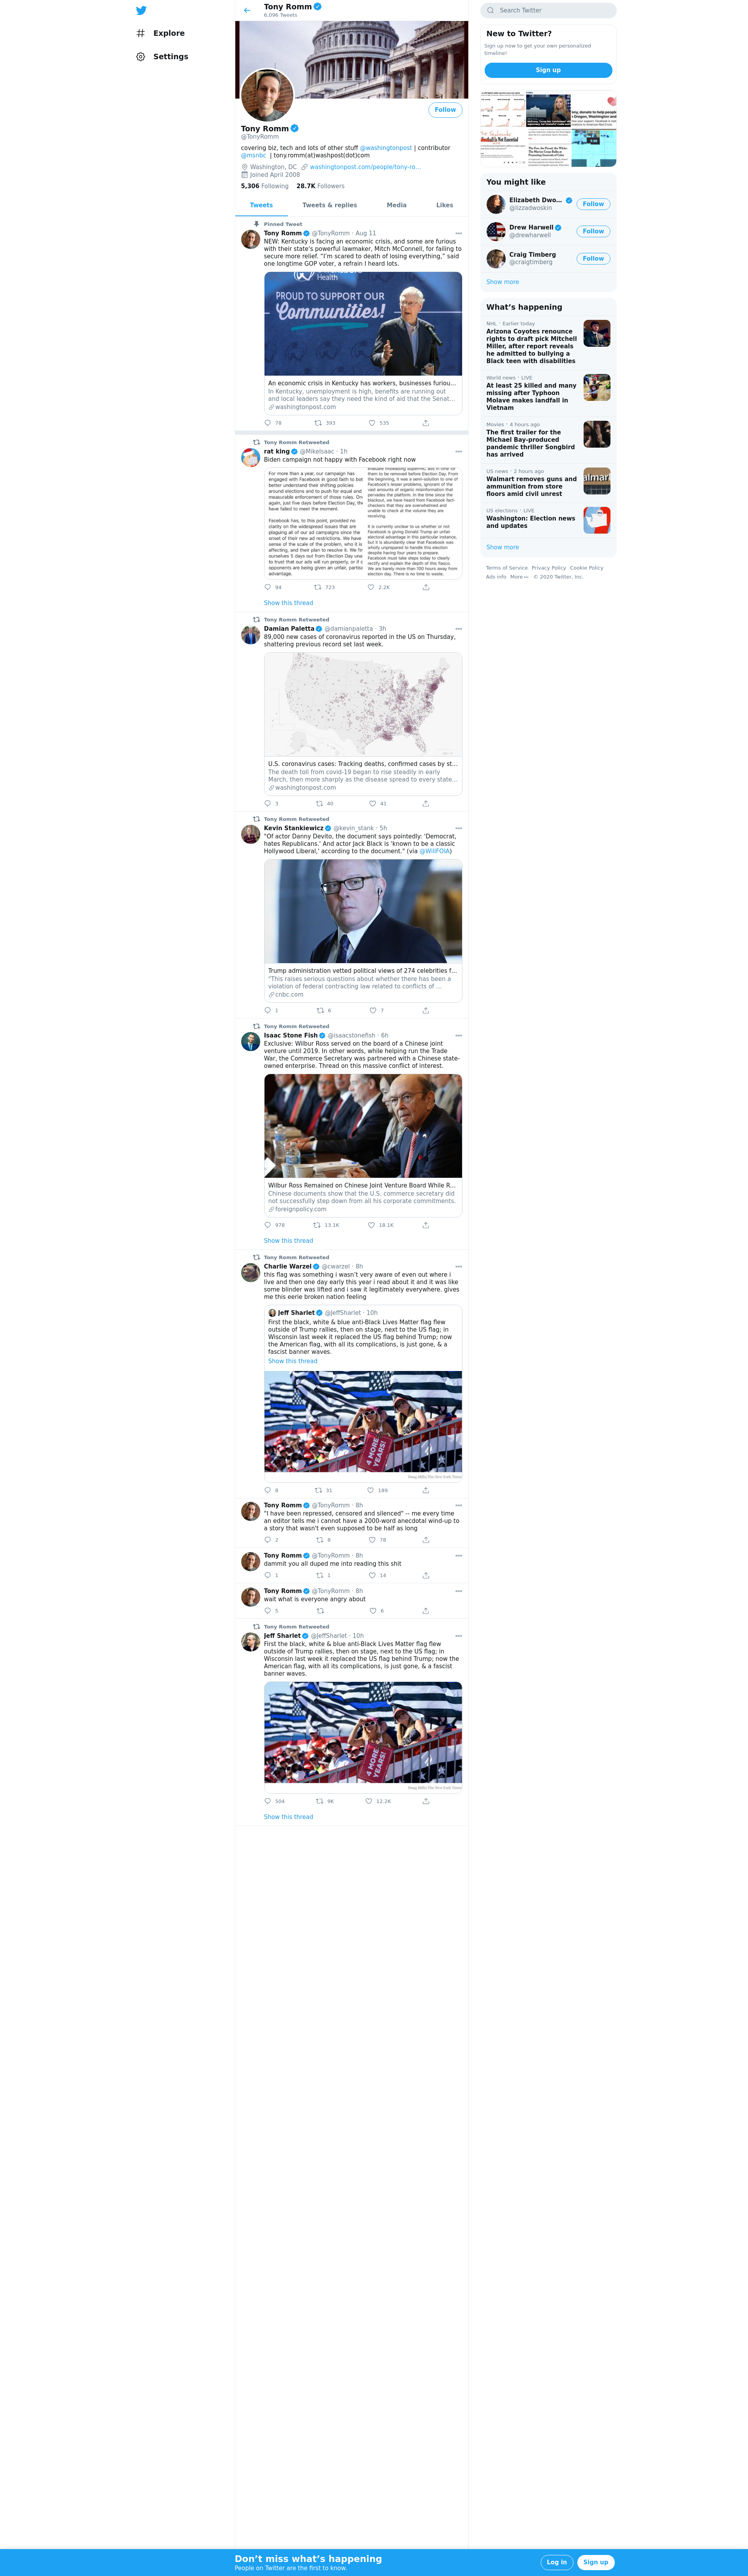 Explore
Settings
Tony Romm
6,096 Tweets
Follow
Tony Romm
@TonyRomm
covering biz, tech and lots of other stuff @washingtonpost | contributor
@msnbc | tony.romm(at)washpost(dot)com
Washington, DC washingtonpost.com/people/tony-ro...
Joined April 2008
5,306 Following 28.7K Followers
Tweets Tweets & replies Media Likes
Pinned Tweet
Tony Romm @TonyRomm · Aug 11
NEW: Kentucky is facing an economic crisis, and some are furious
with their state's powerful lawmaker, Mitch McConnell, for failing to
secure more relief. "I'm scared to death of losing everything," said
one longtime GOP voter, a refrain I heard lots.
Health
PROUD TO SUPPORT OUR
Communities!
An economic crisis in Kentucky has workers, businesses furiou...
In Kentucky, unemployment is high, benefits are running out
and local leaders say they need the kind of aid that the Senat...
washingtonpost.com
78 393 535
Tony Romm Retweeted
rat king @MikeIsaac · 1h
Biden campaign not happy with Facebook right now
94 723 2.2K
Show this thread
Tony Romm Retweeted
Damian Paletta @damianpaletta · 3h
89,000 new cases of coronavirus reported in the US on Thursday,
shattering previous record set last week.
U.S. coronavirus cases: Tracking deaths, confirmed cases by st...
The death toll from covid-19 began to rise steadily in early
March, then more sharply as the disease spread to every state...
washingtonpost.com
3 40 41
Tony Romm Retweeted
Kevin Stankiewicz @kevin_stank · 5h
"Of actor Danny Devito, the document says pointedly: 'Democrat,
hates Republicans.' And actor Jack Black is 'known to be a classic
Hollywood Liberal,' according to the document." (via @WillFOIA)
Trump administration vetted political views of 274 celebrities f...
"This raises serious questions about whether there has been a
violation of federal contracting law related to conflicts of ...
cnbc.com
1 6 7
Tony Romm Retweeted
Isaac Stone Fish @isaacstonefish · 6h
Exclusive: Wilbur Ross served on the board of a Chinese joint
venture until 2019. In other words, while helping run the Trade
War, the Commerce Secretary was partnered with a Chinese state-
owned enterprise. Thread on this massive conflict of interest.
Wilbur Ross Remained on Chinese Joint Venture Board While R...
Chinese documents show that the U.S. commerce secretary did
not successfully step down from all his corporate commitments.
foreignpolicy.com
978 13.1K 18.1K
Show this thread
Tony Romm Retweeted
Charlie Warzel @cwarzel · 8h
this flag was something i wasn't very aware of even out where i
live and then one day early this year i read about it and it was like
some blinder was lifted and i saw it legitimately everywhere. gives
me this eerie broken nation feeling
Jeff Sharlet @JeffSharlet · 10h
First the black, white & blue anti-Black Lives Matter flag flew
outside of Trump rallies, then on stage, next to the US flag; in
Wisconsin last week it replaced the US flag behind Trump; now
the American flag, with all its complications, is just gone, & a
fascist banner waves.
Show this thread
4 MORE
YEARS!
Doug Mills/The New York Times
8 31 189
Tony Romm @TonyRomm · 8h
"I have been repressed, censored and silenced" -- me every time
an editor tells me i cannot have a 2000-word anecdotal wind-up to
a story that wasn't even supposed to be half as long
2 8 78
Tony Romm @TonyRomm · 8h
dammit you all duped me into reading this shit
1 1 14
Tony Romm @TonyRomm · 8h
wait what is everyone angry about
5 6
Tony Romm Retweeted
Jeff Sharlet @JeffSharlet · 10h
First the black, white & blue anti-Black Lives Matter flag flew
outside of Trump rallies, then on stage, next to the US flag; in
Wisconsin last week it replaced the US flag behind Trump; now the
American flag, with all its complications, is just gone, & a fascist
banner waves.
4 MORE
YEARS!
Doug Mills/The New York Times
504 9K 12.2K
Show this thread
Search Twitter
New to Twitter?
Sign up now to get your own personalized
timeline!
Sign up
You might like
Elizabeth Dwo...
@lizzadwoskin
Follow
Drew Harwell
@drewharwell
Follow
Craig Timberg
@craigtimberg
Follow
Show more
What's happening
NHL · Earlier today
Arizona Coyotes renounce
rights to draft pick Mitchell
Miller, after report reveals
he admitted to bullying a
Black teen with disabilities
World news · LIVE
At least 25 killed and many
missing after Typhoon
Molave makes landfall in
Vietnam
Movies · 4 hours ago
The first trailer for the
Michael Bay-produced
pandemic thriller Songbird
has arrived
US news · 2 hours ago
Walmart removes guns and
ammunition from store
floors amid civil unrest
US elections · LIVE
Washington: Election news
and updates
Show more
Terms of Service Privacy Policy Cookie Policy
Ads info More © 2020 Twitter, Inc.
Don't miss what's happening
People on Twitter are the first to know.
Log in
Sign up